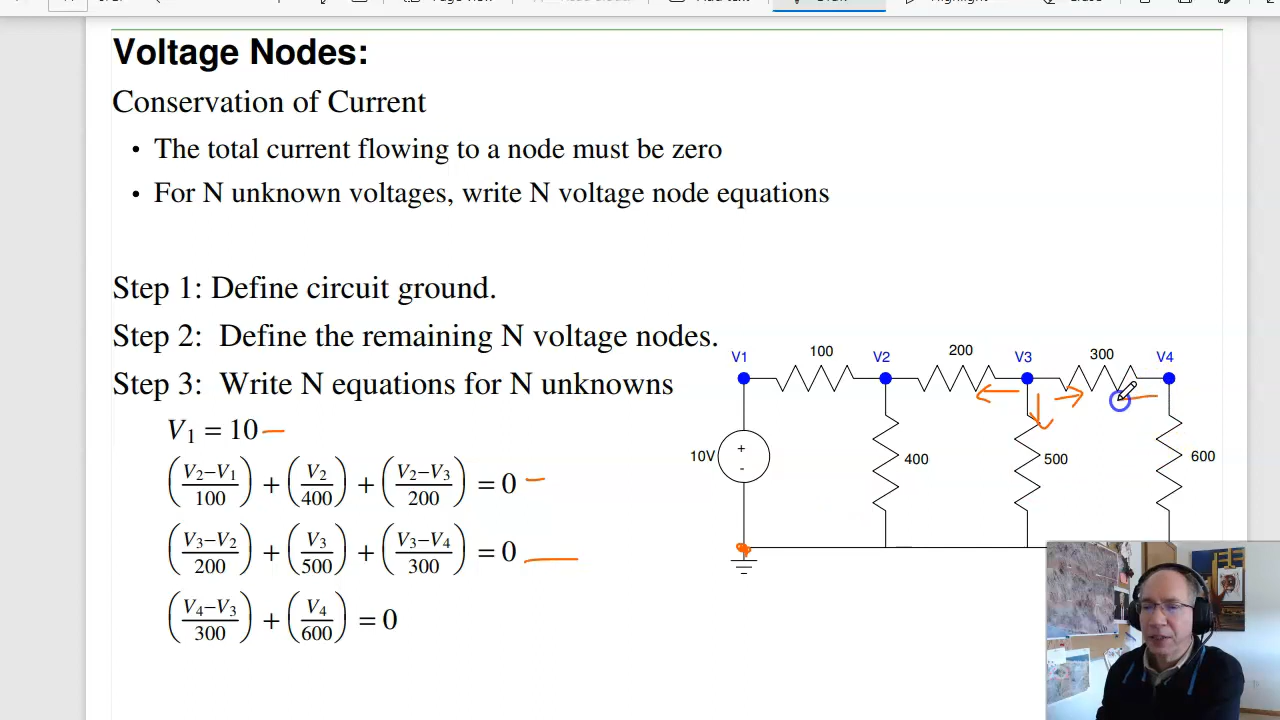 Voltage Nodes:
Conservation of Current
• The total current flowing to a node must be zero
• For N unknown voltages, write N voltage node equations
Step 1: Define circuit ground.
Step 2: Define the remaining N voltage nodes.
Step 3: Write N equations for N unknowns
V₁ = 10
((V₂−V₁)/100) + (V₂/400) + ((V₂−V₃)/200) = 0
((V₃−V₂)/200) + (V₃/500) + ((V₃−V₄)/300) = 0
((V₄−V₃)/300) + (V₄/600) = 0
V1 100 V2 200 V3 300 V4
10V + - 400 500 600